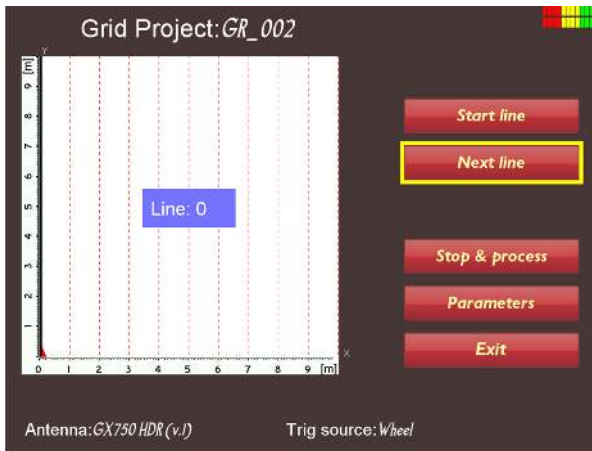 Grid Project: GR_002
Y
[m]
9
8
7
6
5
4
3
2
1
Line: 0
X
0 1 2 3 4 5 6 7 8 9 [m]
Start line
Next line
Stop & process
Parameters
Exit
Antenna: GX750 HDR (v.1) Trig source: Wheel